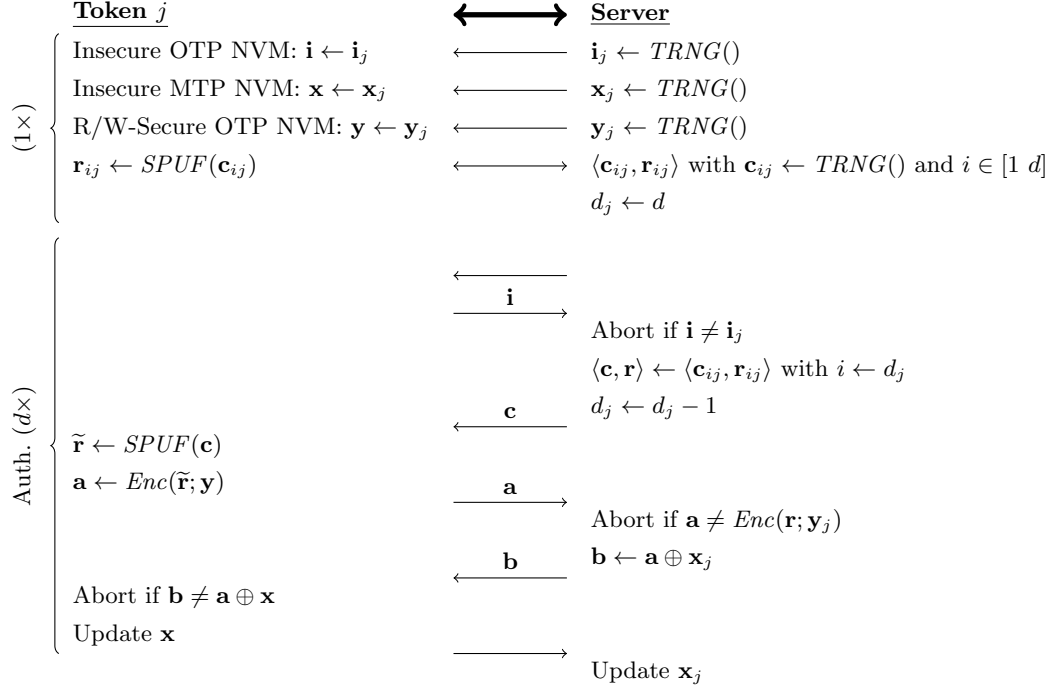 Token j Server
(1×)
Insecure OTP NVM: i ← i_j i_j ← TRNG()
Insecure MTP NVM: x ← x_j x_j ← TRNG()
R/W-Secure OTP NVM: y ← y_j y_j ← TRNG()
r_ij ← SPUF(c_ij) ⟨c_ij, r_ij⟩ with c_ij ← TRNG() and i ∈ [1 d]
d_j ← d
Auth. (d×)
i
Abort if i ≠ i_j
⟨c, r⟩ ← ⟨c_ij, r_ij⟩ with i ← d_j
d_j ← d_j − 1
c
r̃ ← SPUF(c)
a ← Enc(r̃; y)
a
Abort if a ≠ Enc(r; y_j)
b ← a ⊕ x_j
b
Abort if b ≠ a ⊕ x
Update x
Update x_j